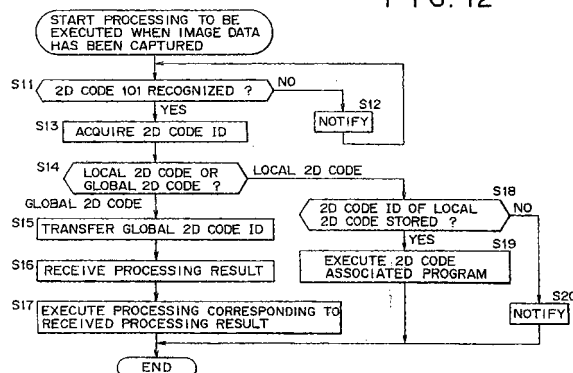 FIG. 12
START PROCESSING TO BE
EXECUTED WHEN IMAGE DATA
HAS BEEN CAPTURED
S11
2D CODE 101 RECOGNIZED ?
NO
YES
S12
NOTIFY
S13
ACQUIRE 2D CODE ID
S14
LOCAL 2D CODE OR
GLOBAL 2D CODE ?
LOCAL 2D CODE
GLOBAL 2D CODE
S15
TRANSFER GLOBAL 2D CODE ID
S16
RECEIVE PROCESSING RESULT
S17
EXECUTE PROCESSING CORRESPONDING TO
RECEIVED PROCESSING RESULT
S18
2D CODE ID OF LOCAL
2D CODE STORED ?
NO
YES
S19
EXECUTE 2D CODE
ASSOCIATED PROGRAM
S20
NOTIFY
END